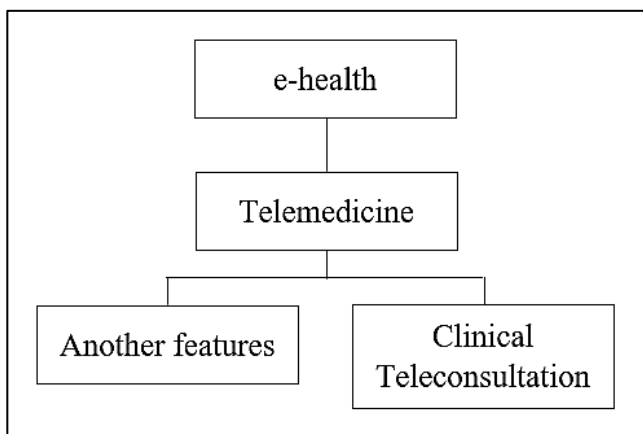 e-health
Telemedicine
Another features
Clinical
Teleconsultation